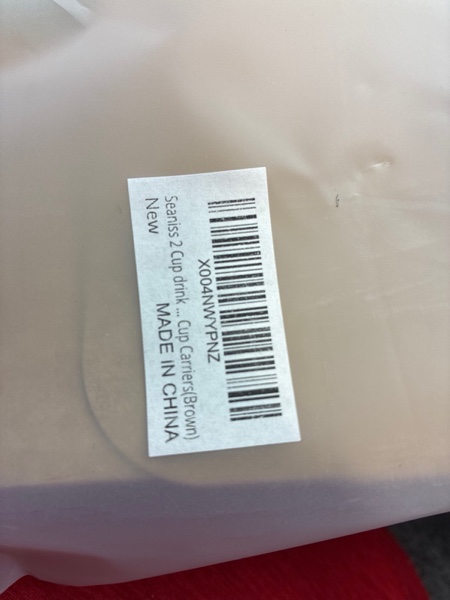 X004NWYPNZ
Seaniss 2 Cup drink ... Cup Carriers(Brown)
New
MADE IN CHINA